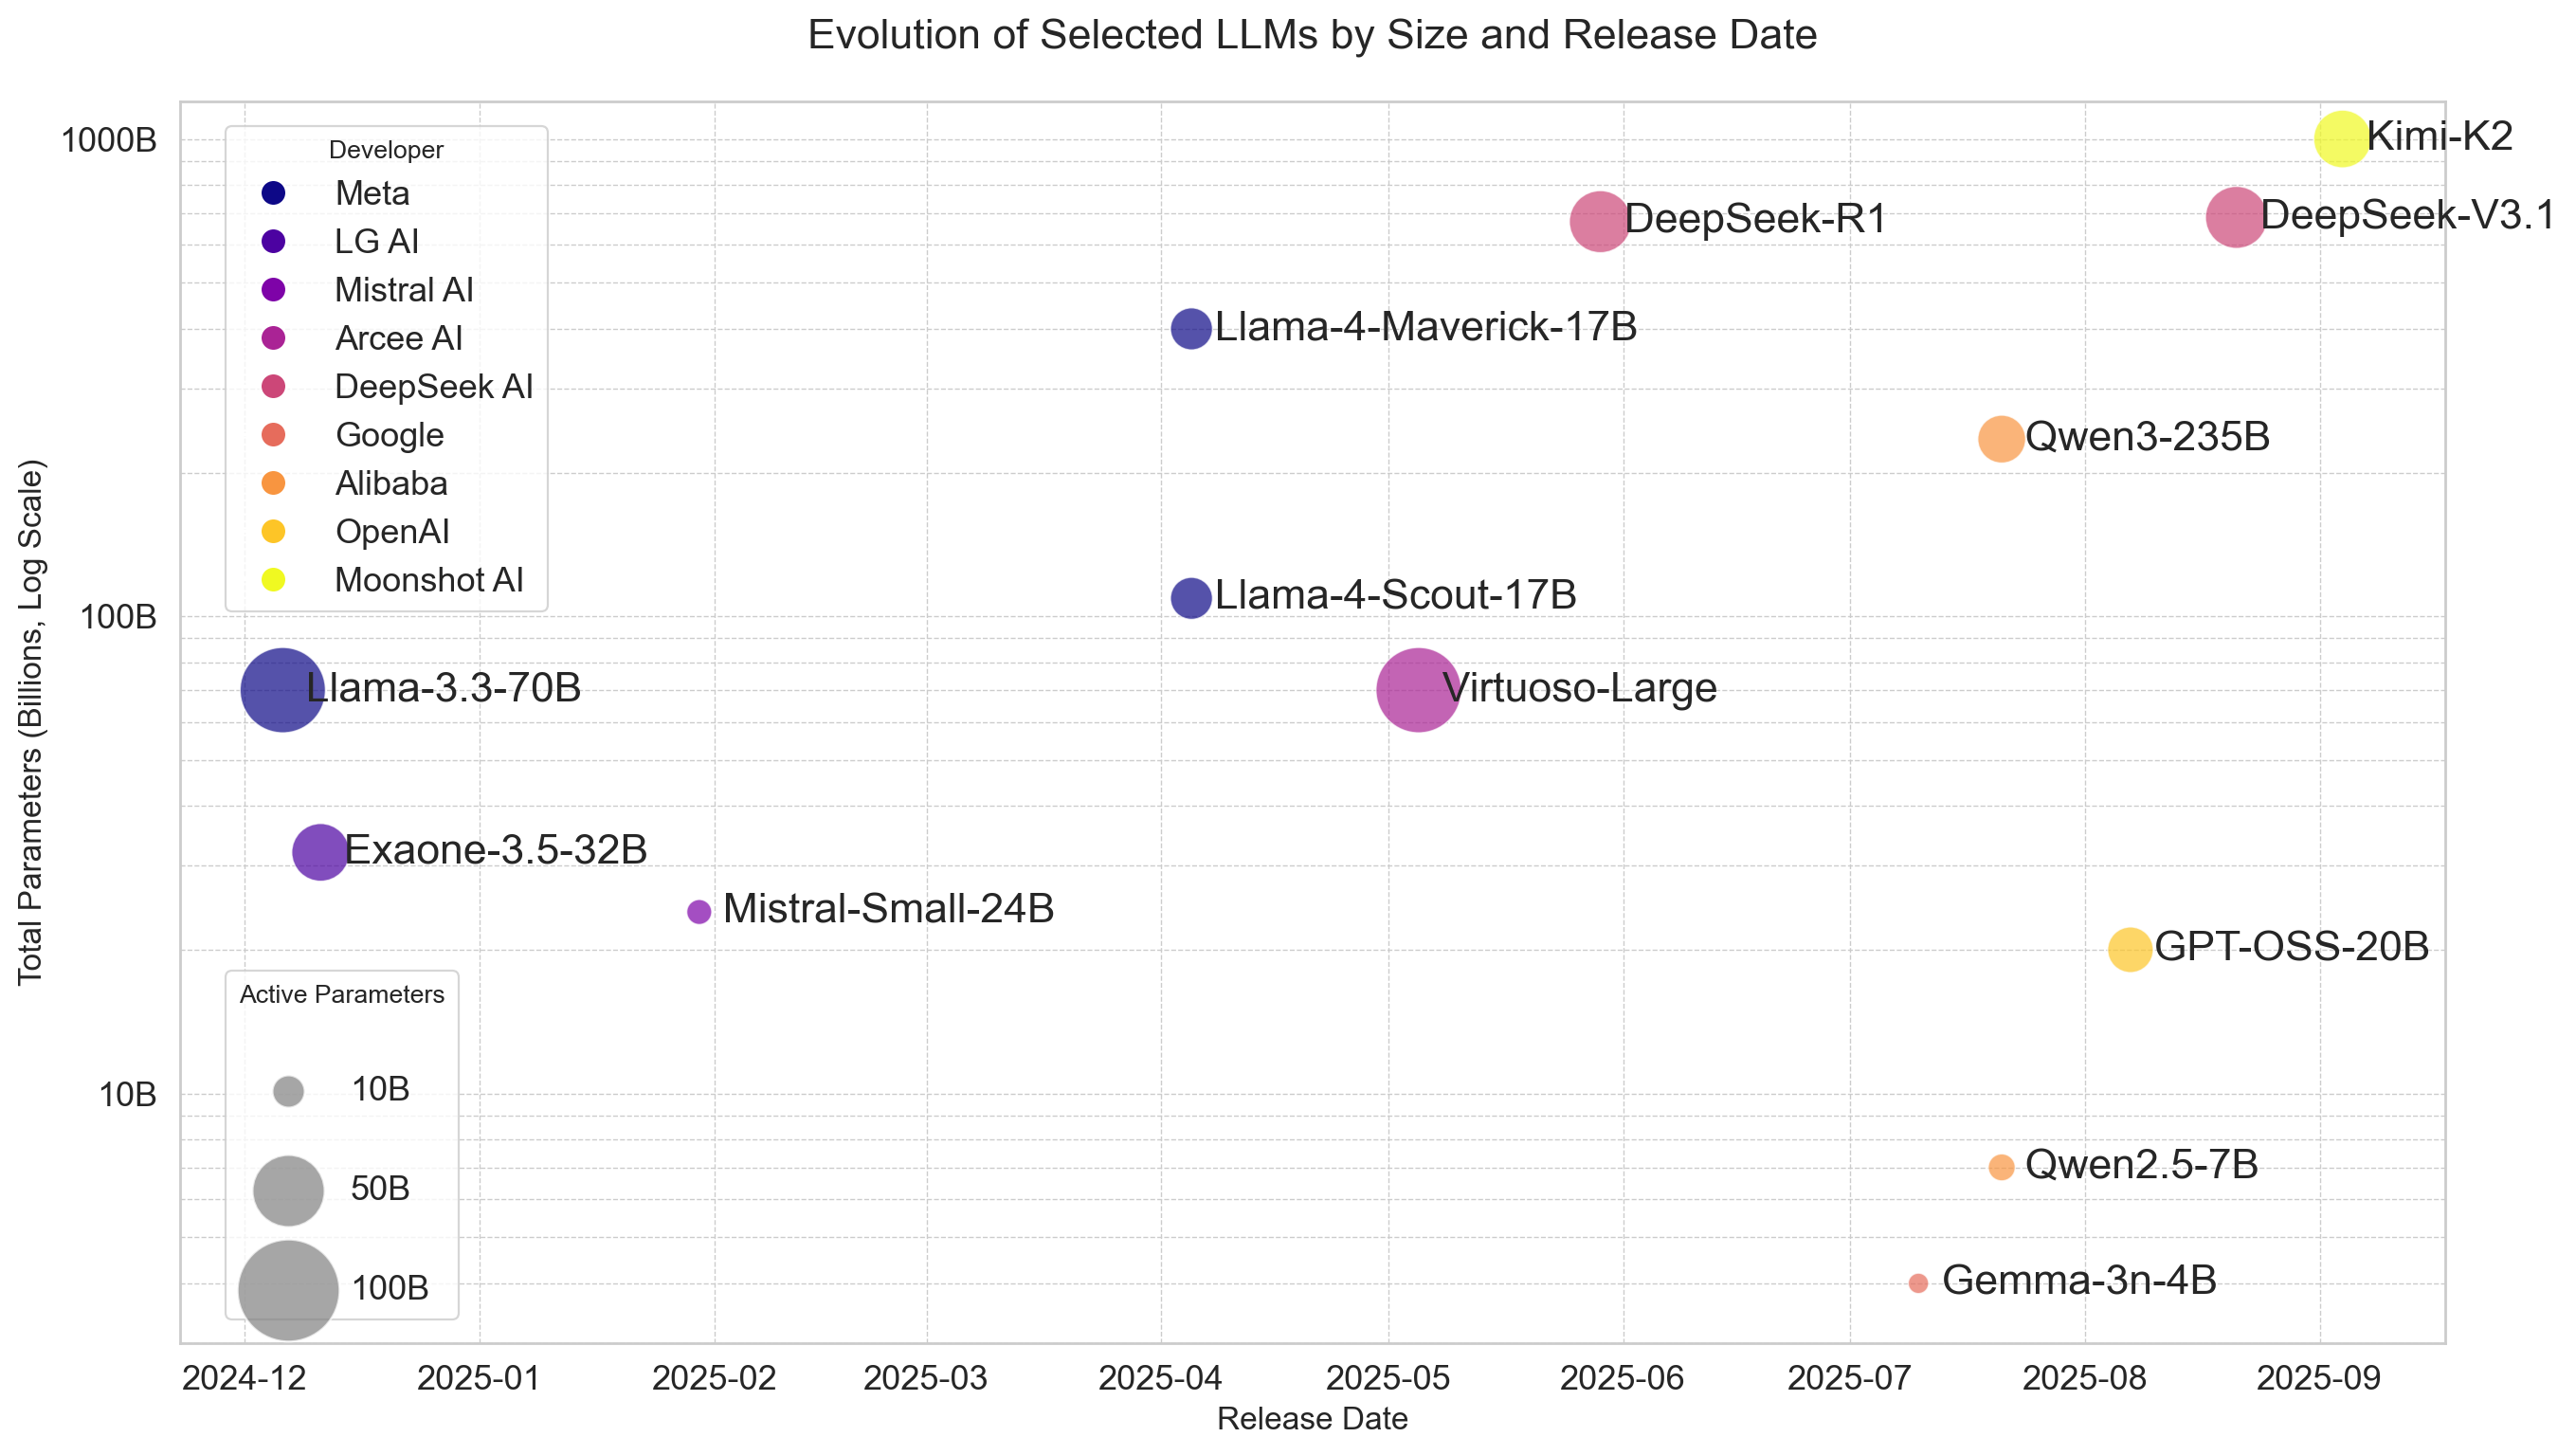 Evolution of Selected LLMs by Size and Release Date
Total Parameters (Billions, Log Scale)
1000B
100B
10B
Developer
Meta
LG AI
Mistral AI
Arcee AI
DeepSeek AI
Google
Alibaba
OpenAI
Moonshot AI
Kimi-K2
DeepSeek-R1
DeepSeek-V3.1
Llama-4-Maverick-17B
Qwen3-235B
Llama-4-Scout-17B
Llama-3.3-70B
Virtuoso-Large
Exaone-3.5-32B
Mistral-Small-24B
GPT-OSS-20B
Qwen2.5-7B
Gemma-3n-4B
Active Parameters
10B
50B
100B
2024-12
2025-01
2025-02
2025-03
2025-04
2025-05
2025-06
2025-07
2025-08
2025-09
Release Date